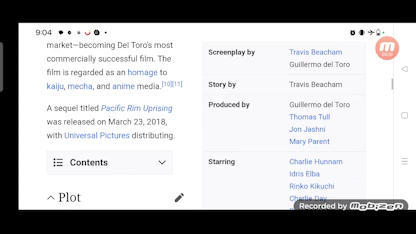 9:04
market—becoming Del Toro's most
commercially successful film. The
film is regarded as an homage to
kaiju, mecha, and anime media.[10][11]
A sequel titled Pacific Rim Uprising
was released on March 23, 2018,
with Universal Pictures distributing.
Contents
Plot
Screenplay by Travis Beacham
Guillermo del Toro
Story by Travis Beacham
Produced by Guillermo del Toro
Thomas Tull
Jon Jashni
Mary Parent
Starring Charlie Hunnam
Idris Elba
Rinko Kikuchi
Charlie Day
Recorded by Mobizen